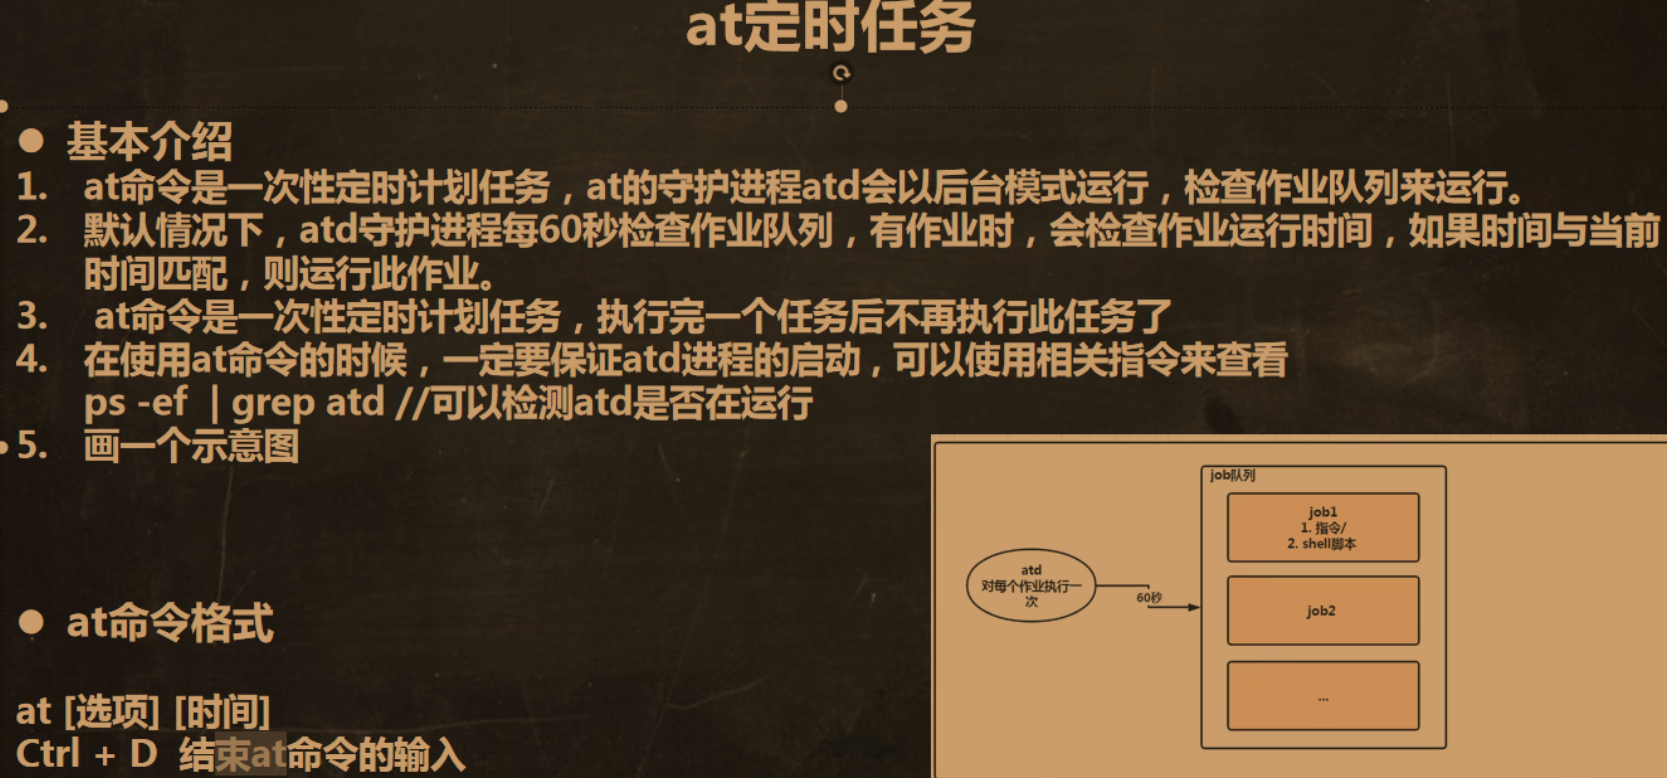 at定时任务
● 基本介绍
1. at命令是一次性定时计划任务，at的守护进程atd会以后台模式运行，检查作业队列来运行。
2. 默认情况下，atd守护进程每60秒检查作业队列，有作业时，会检查作业运行时间，如果时间与当前
时间匹配，则运行此作业。
3. at命令是一次性定时计划任务，执行完一个任务后不再执行此任务了
4. 在使用at命令的时候，一定要保证atd进程的启动，可以使用相关指令来查看
ps -ef | grep atd //可以检测atd是否在运行
5. 画一个示意图
job队列
job1
1. 指令/
2. shell脚本
atd
对每个作业执行一
次
60秒
job2
...
● at命令格式
at [选项] [时间]
Ctrl + D 结束at命令的输入